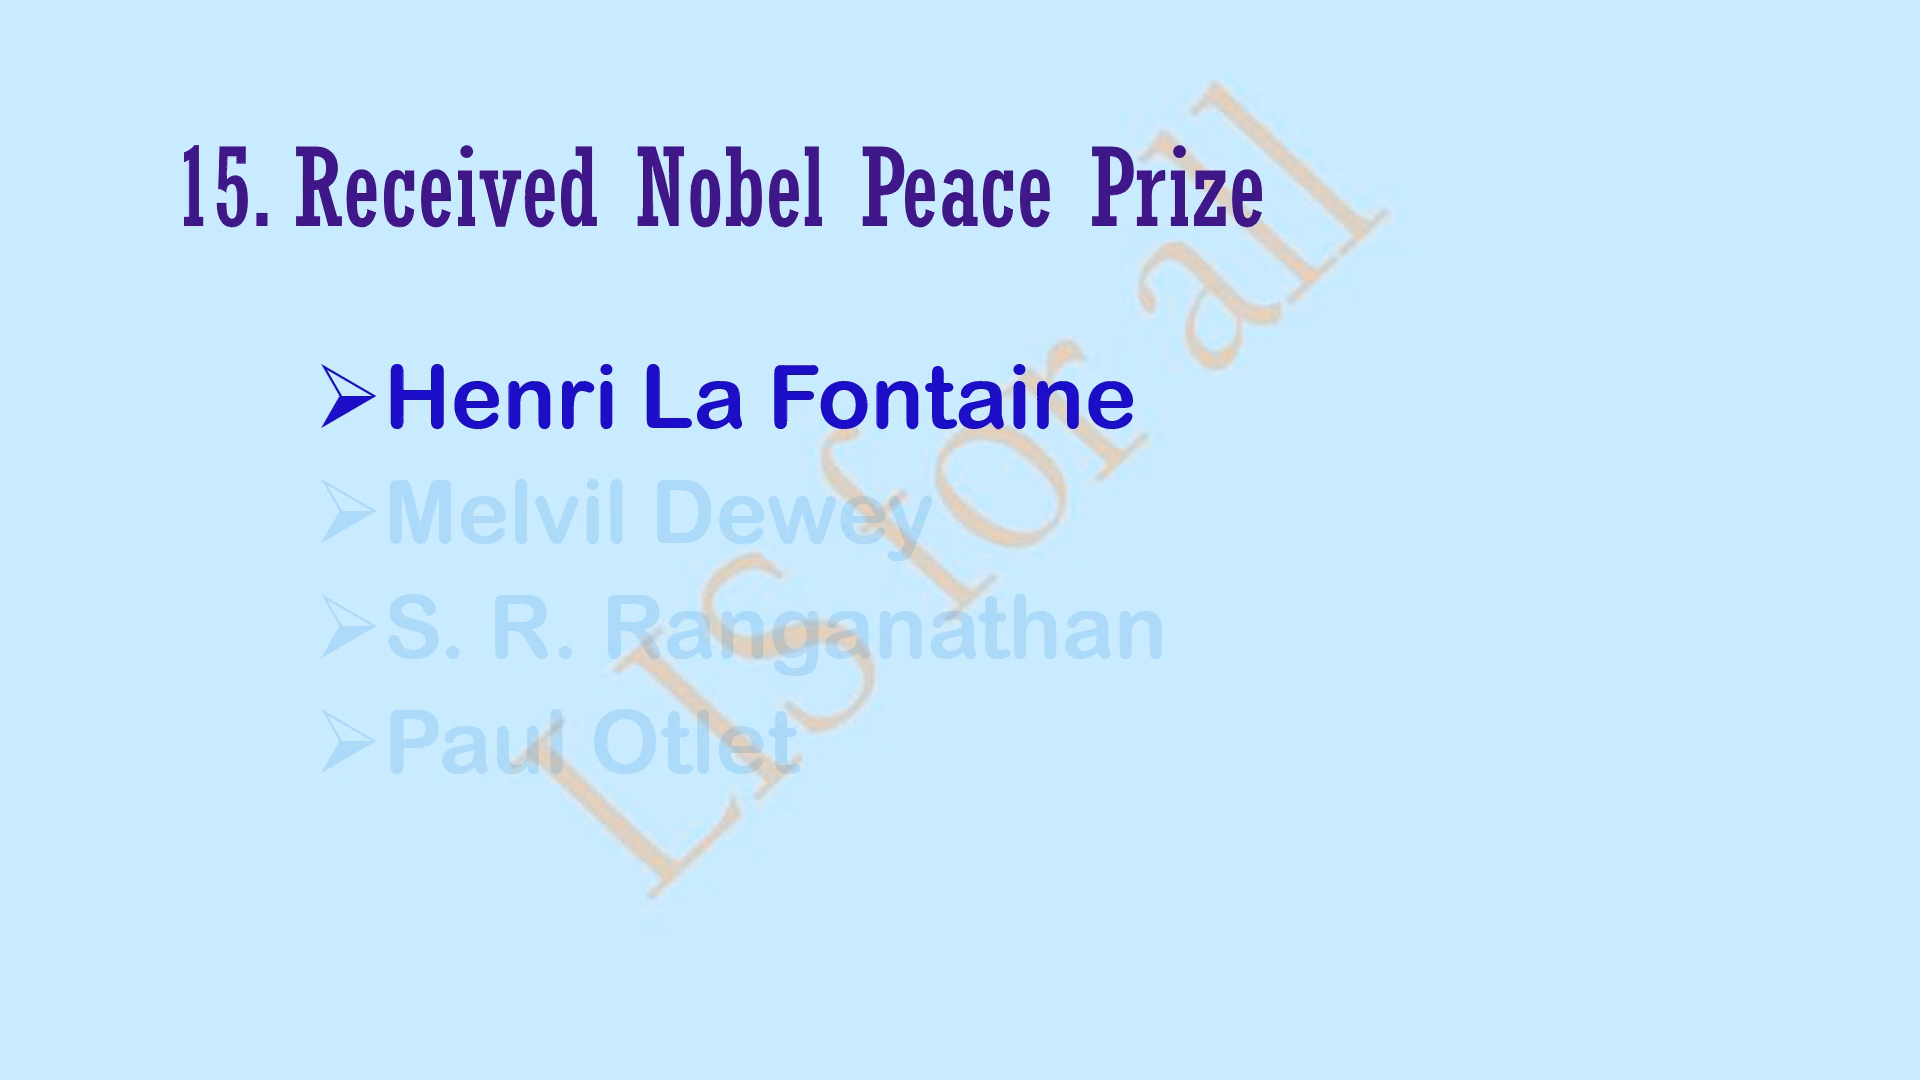 15. Received Nobel Peace Prize
Henri La Fontaine
Melvil Dewey
S. R. Ranganathan
Paul Otlet
LIS for all